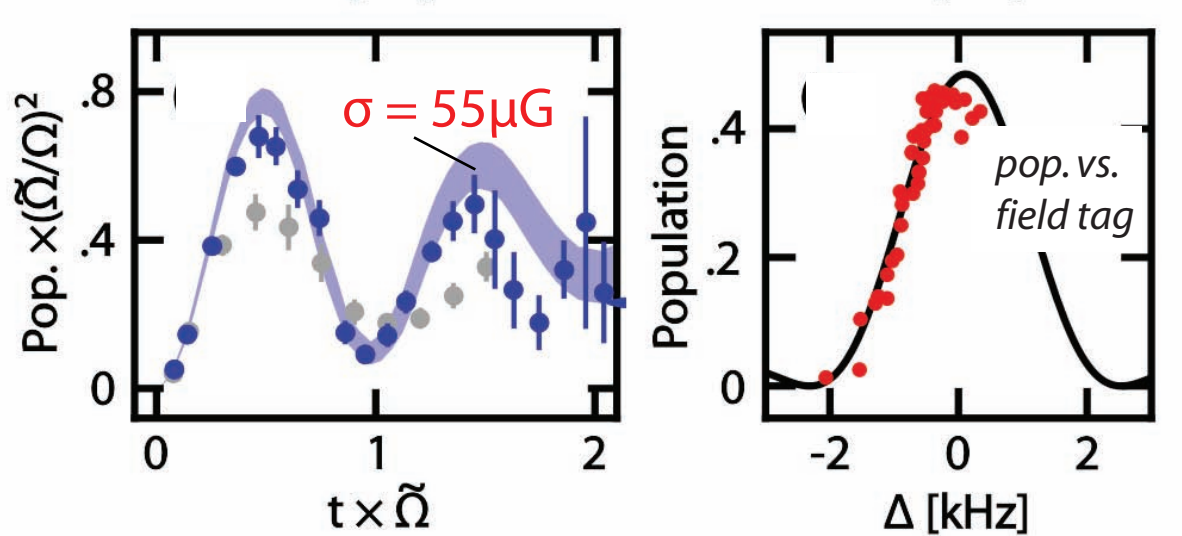 Pop. ×(Ω̃/Ω)²
.8
.4
0
σ = 55μG
0
1
2
t × Ω̃
Population
.4
.2
0
pop. vs.
field tag
-2
0
2
Δ [kHz]